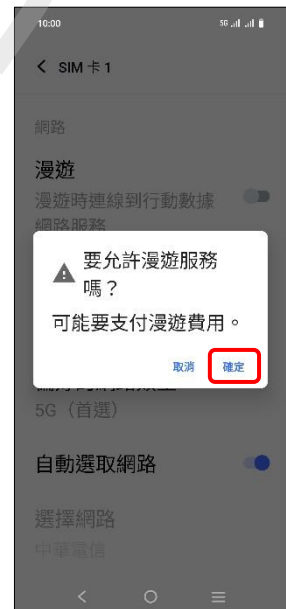 10:00 5G
SIM 卡 1
網路
漫遊
漫遊時連線到行動數據
網路服務
要允許漫遊服務
嗎？
可能要支付漫遊費用。
取消 確定
5G（首選）
自動選取網路
選擇網路
中華電信